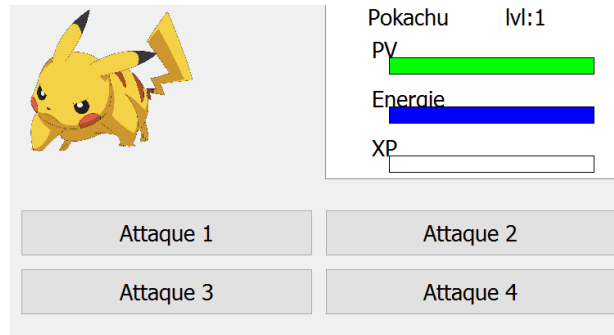 Pokachu lvl:1
PV
Energie
XP
Attaque 1 Attaque 2
Attaque 3 Attaque 4